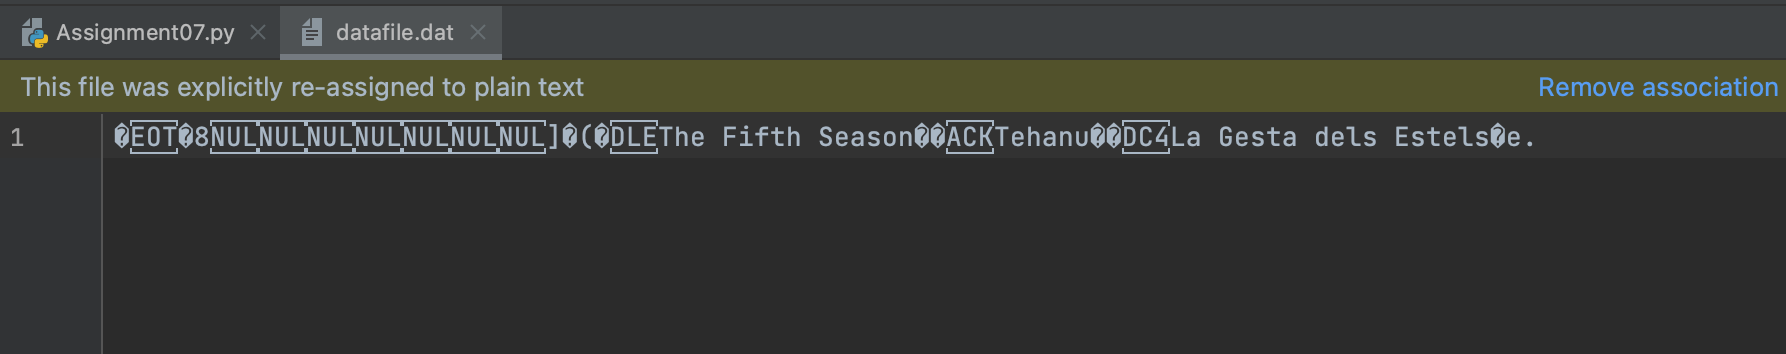 Assignment07.py
datafile.dat
This file was explicitly re-assigned to plain text
Remove association
1
�EOT�8NULNULNULNULNULNULNUL]�(�DLEThe Fifth Season��ACKTehanu��DC4La Gesta dels Estels�e.